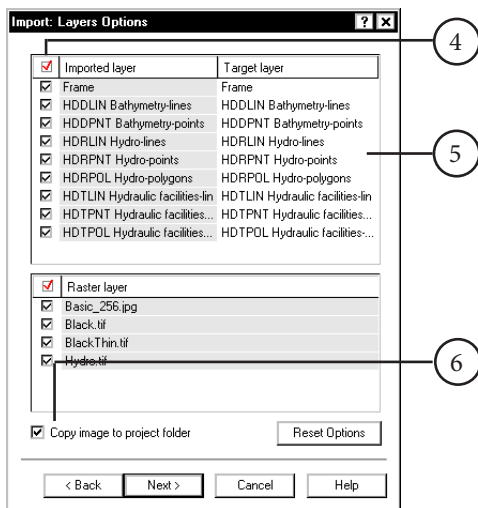 Import: Layers Options
4
Imported layer Target layer
Frame Frame
HDDLIN Bathymetry-lines HDDLIN Bathymetry-lines
HDDPNT Bathymetry-points HDDPNT Bathymetry-points
HDRLIN Hydro-lines HDRLIN Hydro-lines
5
HDRPNT Hydro-points HDRPNT Hydro-points
HDRPOL Hydro-polygons HDRPOL Hydro-polygons
HDTLIN Hydraulic facilities-lin HDTLIN Hydraulic facilities-lin
HDTPNT Hydraulic facilities... HDTPNT Hydraulic facilities...
HDTPOL Hydraulic facilities... HDTPOL Hydraulic facilities-...
Raster layer
Basic_256.jpg
Black.tif
BlackThin.tif
Hydro.tif
6
Copy image to project folder Reset Options
< Back Next > Cancel Help